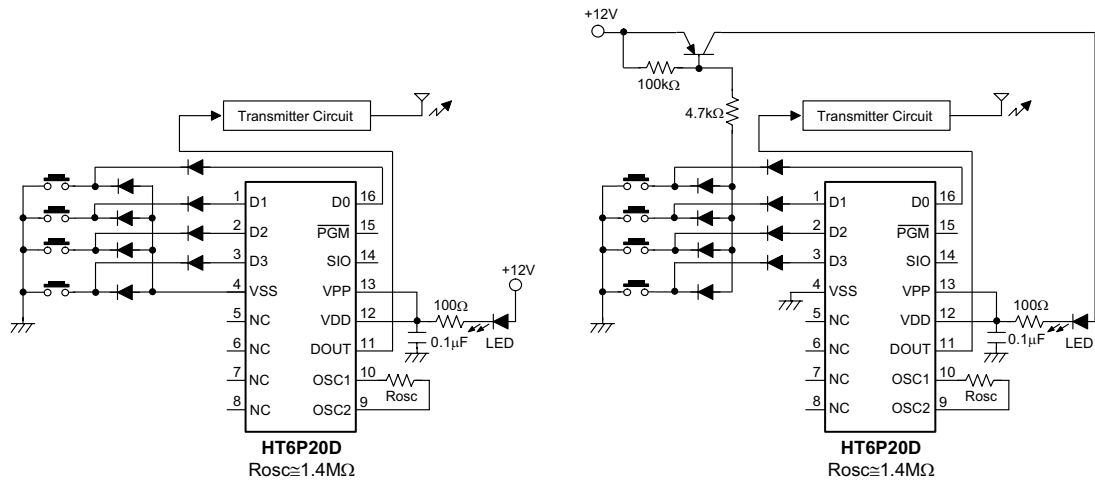 Transmitter Circuit
1
D1
D0
16
2
D2
PGM
15
3
D3
SIO
14
4
VSS
VPP
13
5
NC
VDD
12
6
NC
DOUT
11
7
NC
OSC1
10
8
NC
OSC2
9
+12V
100Ω
0.1μF
LED
Rosc
HT6P20D
Rosc≅1.4MΩ
+12V
100kΩ
4.7kΩ
Transmitter Circuit
1
D1
D0
16
2
D2
PGM
15
3
D3
SIO
14
4
VSS
VPP
13
5
NC
VDD
12
6
NC
DOUT
11
7
NC
OSC1
10
8
NC
OSC2
9
100Ω
0.1μF
LED
Rosc
HT6P20D
Rosc≅1.4MΩ